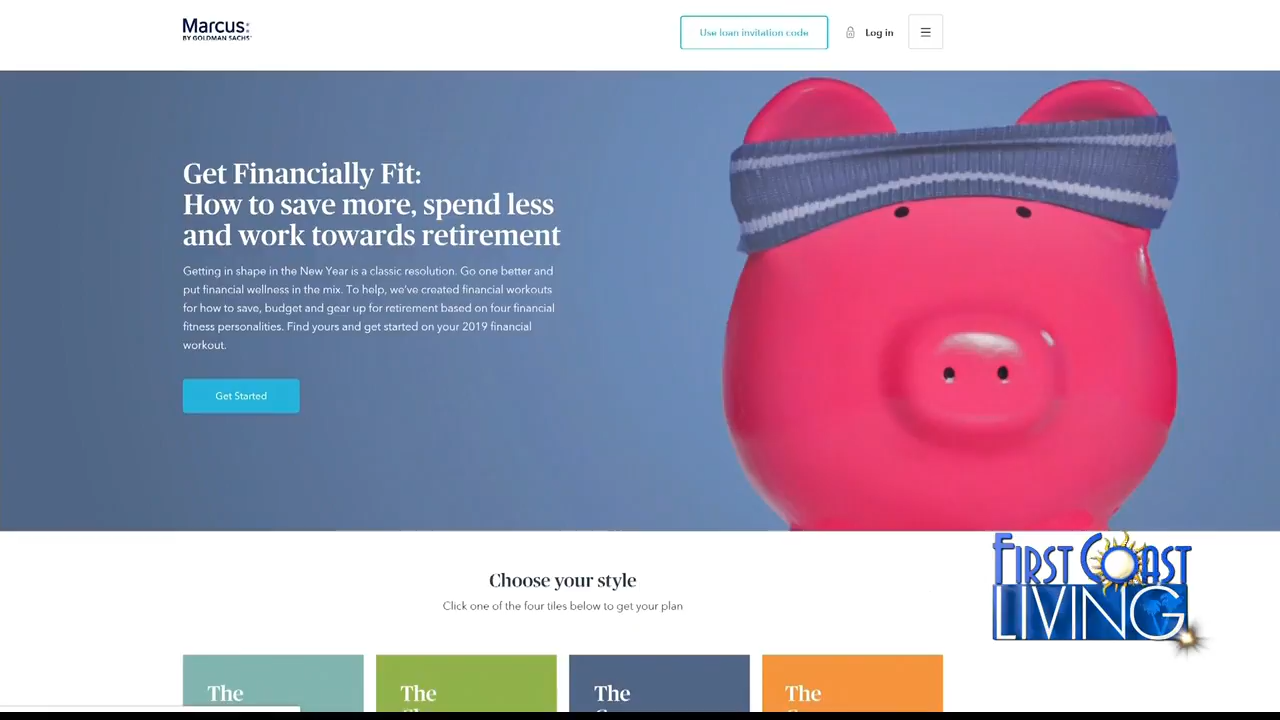 Marcus:
BY GOLDMAN SACHS
Use loan invitation code
Log in
Get Financially Fit:
How to save more, spend less
and work towards retirement
Getting in shape in the New Year is a classic resolution. Go one better and
put financial wellness in the mix. To help, we've created financial workouts
for how to save, budget and gear up for retirement based on four financial
fitness personalities. Find yours and get started on your 2019 financial
workout.
Get Started
Choose your style
Click one of the four tiles below to get your plan
FIRST COAST
LIVING
The
The
The
The